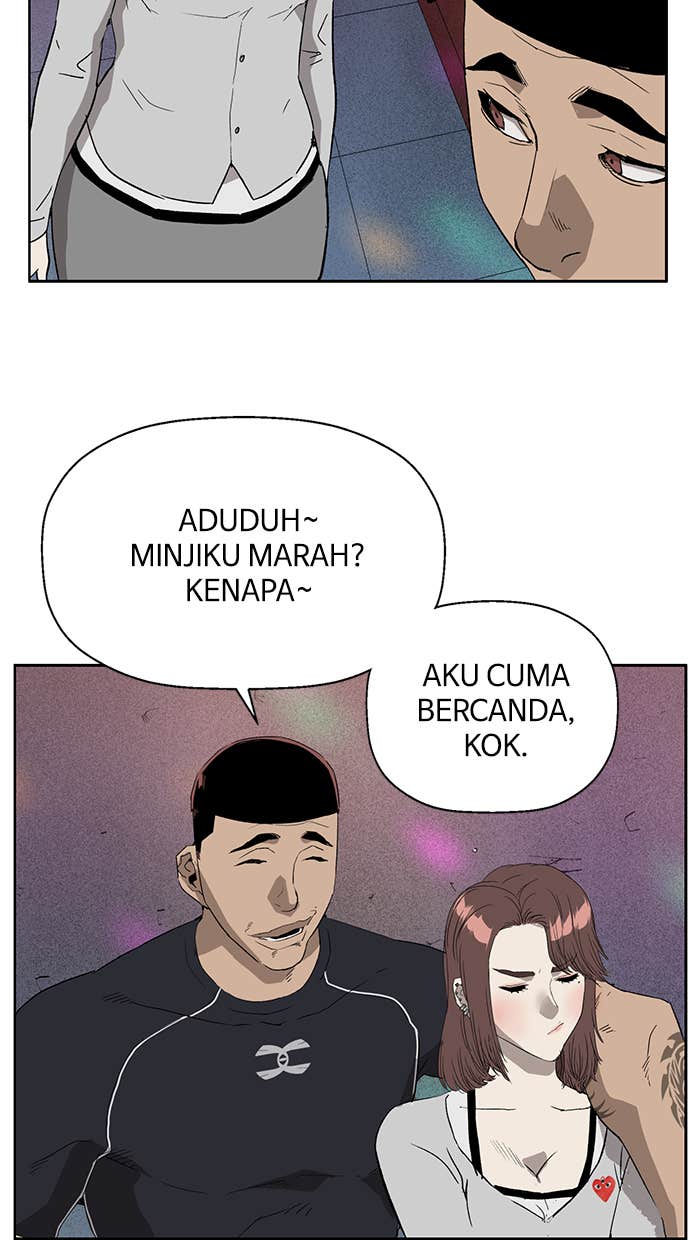 ADUDUH~
MINJIKU MARAH?
KENAPA~
AKU CUMA
BERCANDA,
KOK.